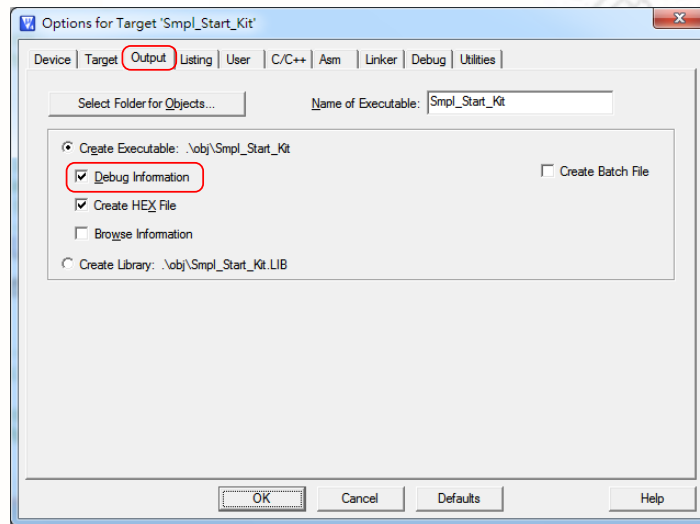 Options for Target 'Smpl_Start_Kit'
Device Target Output Listing User C/C++ Asm Linker Debug Utilities
Select Folder for Objects... Name of Executable: Smpl_Start_Kit
Create Executable: .\obj\Smpl_Start_Kit
Debug Information Create Batch File
Create HEX File
Browse Information
Create Library: .\obj\Smpl_Start_Kit.LIB
OK Cancel Defaults Help